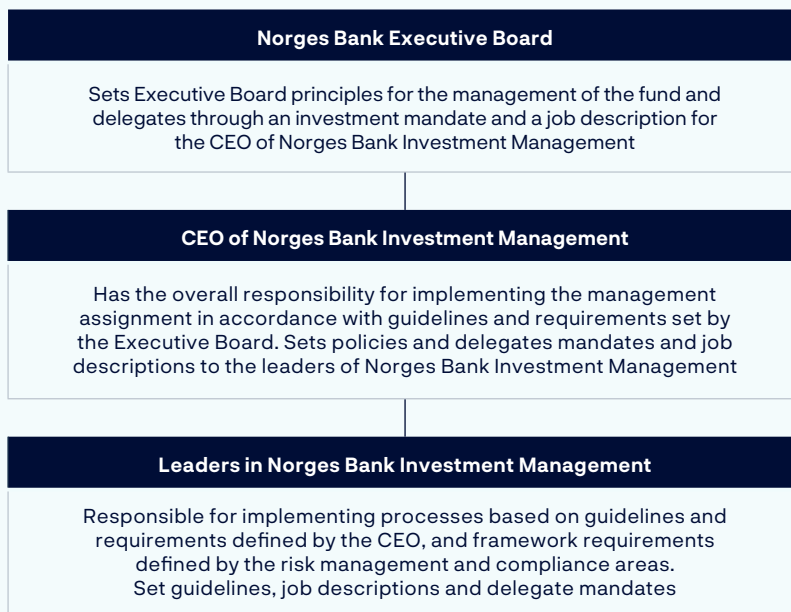 Norges Bank Executive Board
Sets Executive Board principles for the management of the fund and
delegates through an investment mandate and a job description for
the CEO of Norges Bank Investment Management
CEO of Norges Bank Investment Management
Has the overall responsibility for implementing the management
assignment in accordance with guidelines and requirements set by
the Executive Board. Sets policies and delegates mandates and job
descriptions to the leaders of Norges Bank Investment Management
Leaders in Norges Bank Investment Management
Responsible for implementing processes based on guidelines and
requirements defined by the CEO, and framework requirements
defined by the risk management and compliance areas.
Set guidelines, job descriptions and delegate mandates